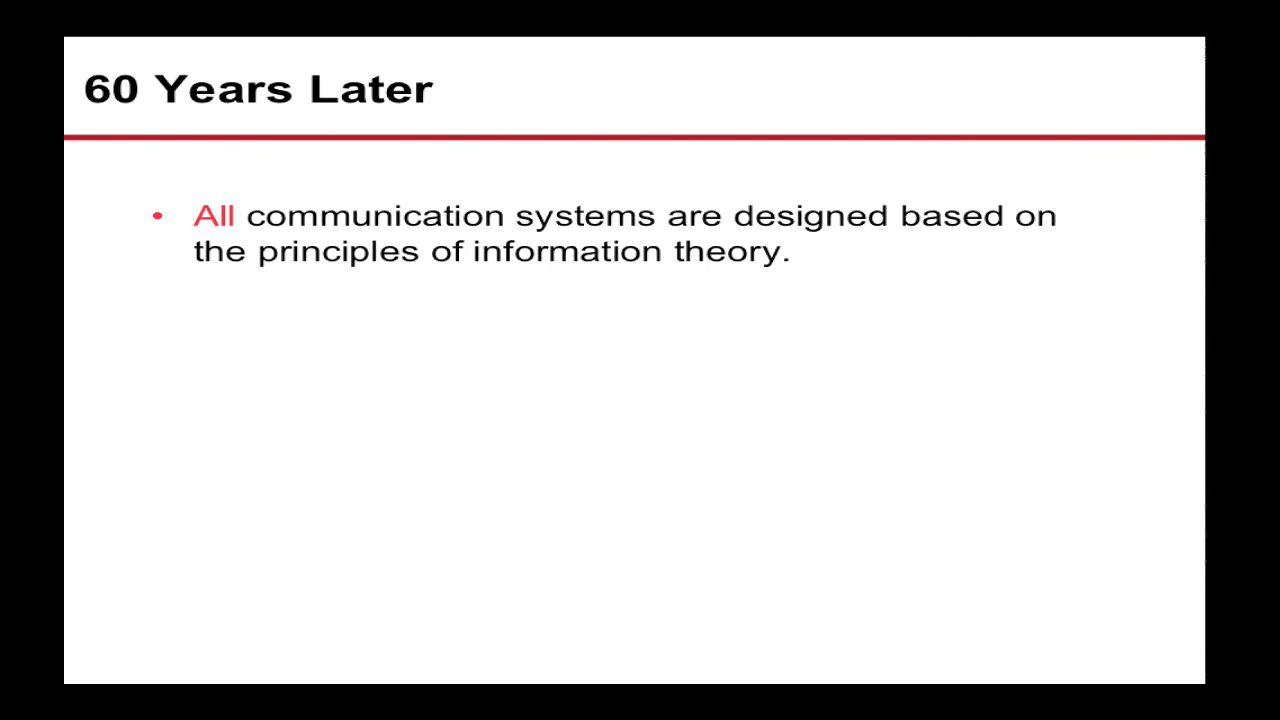 60 Years Later
• All communication systems are designed based on
the principles of information theory.